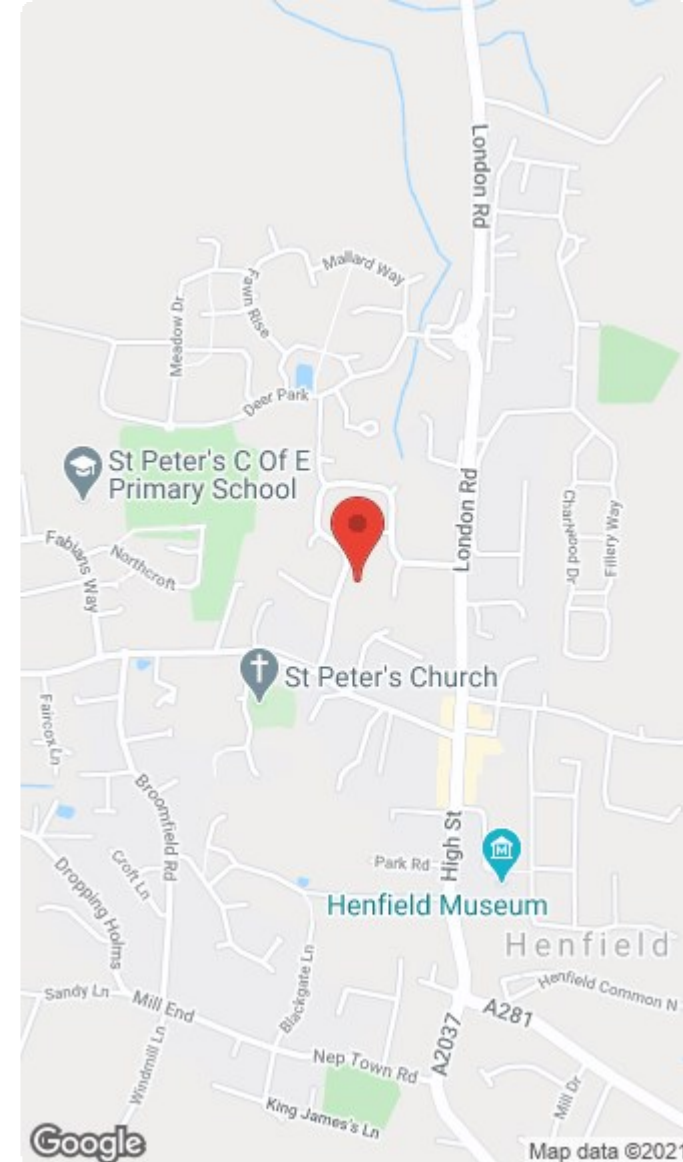 London Rd
Mallard Way
Fawn Rise
Meadow Dr
Deer Park
St Peter's C Of E
Primary School
London Rd
Charlwood Dr
Fillery Way
Fabians Way
Northcroft
St Peter's Church
Faircox Ln
Broomfield Rd
High St
Croft Ln
Park Rd
Dropping Holms
Henfield Museum
Henfield
Blackgate Ln
Henfield Common N
Sandy Ln
Mill End
A281
Windmill Ln
A2037
Nep Town Rd
Mill Dr
King James's Ln
Google
Map data ©2021